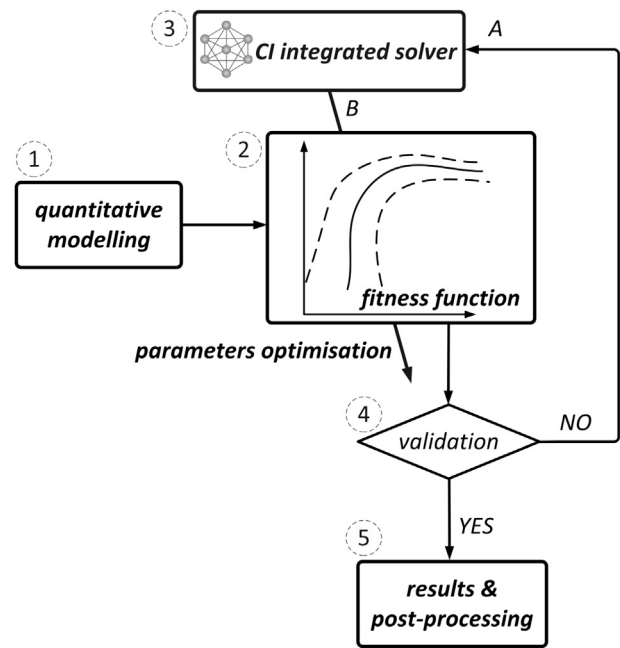 3
A
CI integrated solver
B
1
2
quantitative
modelling
fitness function
parameters optimisation
4
validation
NO
YES
5
results &
post-processing